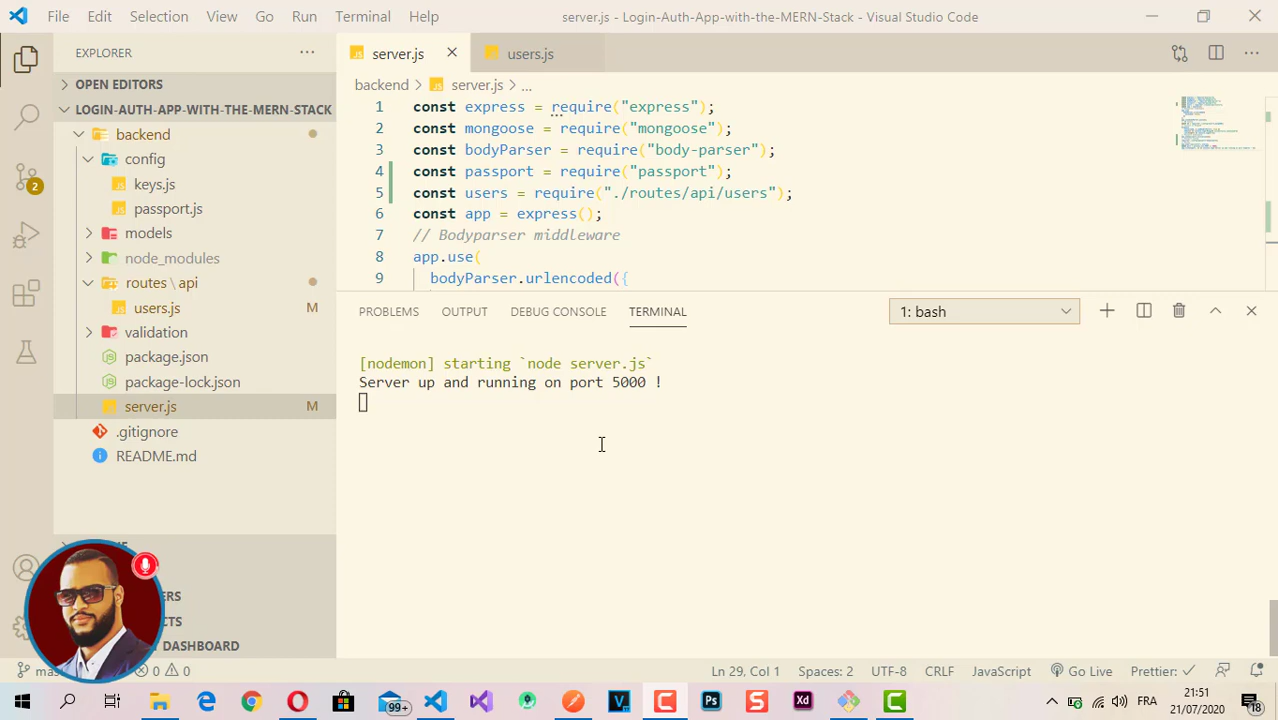 File Edit Selection View Go Run Terminal Help
server.js - Login-Auth-App-with-the-MERN-Stack - Visual Studio Code
EXPLORER
OPEN EDITORS
LOGIN-AUTH-APP-WITH-THE-MERN-STACK
backend
config
keys.js
passport.js
models
node_modules
routes \ api
users.js M
validation
package.json
package-lock.json
server.js M
.gitignore
README.md
DASHBOARD
2
server.js
users.js
backend > server.js > ...
1 const express = require("express");
2 const mongoose = require("mongoose");
3 const bodyParser = require("body-parser");
4 const passport = require("passport");
5 const users = require("./routes/api/users");
6 const app = express();
7 // Bodyparser middleware
8 app.use(
9 bodyParser.urlencoded({
PROBLEMS OUTPUT DEBUG CONSOLE TERMINAL
1: bash
[nodemon] starting `node server.js`
Server up and running on port 5000 !
0 0
Ln 29, Col 1 Spaces: 2 UTF-8 CRLF JavaScript Go Live Prettier:
99+
Ps
S
Xd
C
FRA
21:51
21/07/2020
18